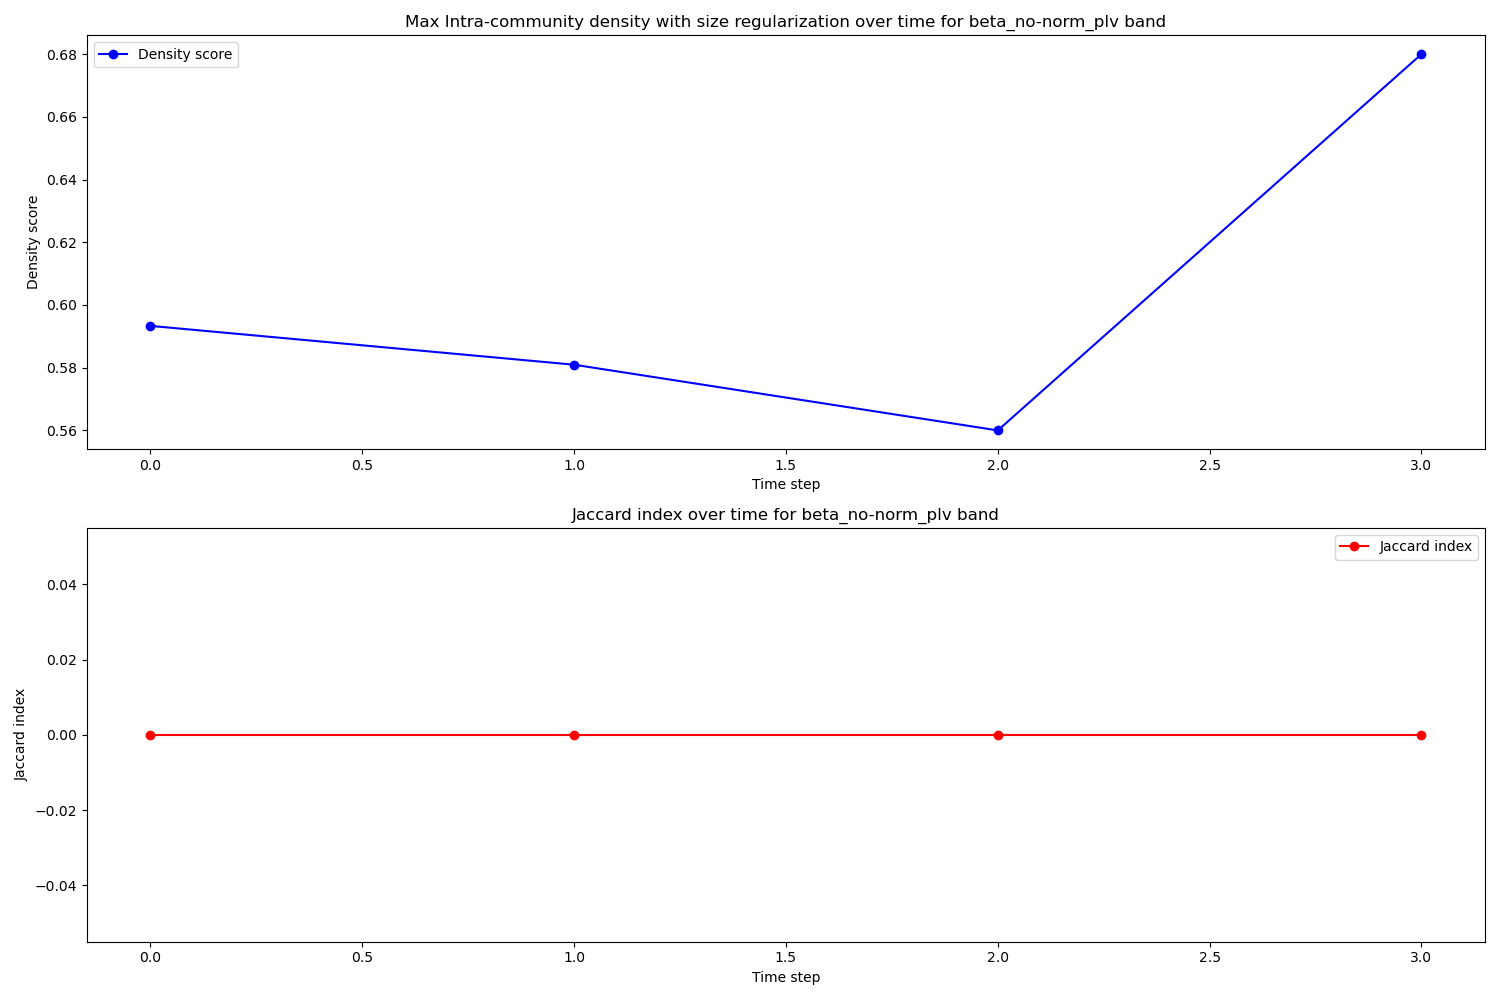 Max Intra-community density with size regularization over time for beta_no-norm_plv band
Density score
0.68
0.66
0.64
0.62
0.60
0.58
0.56
Density score
0.0 0.5 1.0 1.5 2.0 2.5 3.0
Time step
Jaccard index over time for beta_no-norm_plv band
Jaccard index
0.04
0.02
0.00
−0.02
−0.04
Jaccard index
0.0 0.5 1.0 1.5 2.0 2.5 3.0
Time step